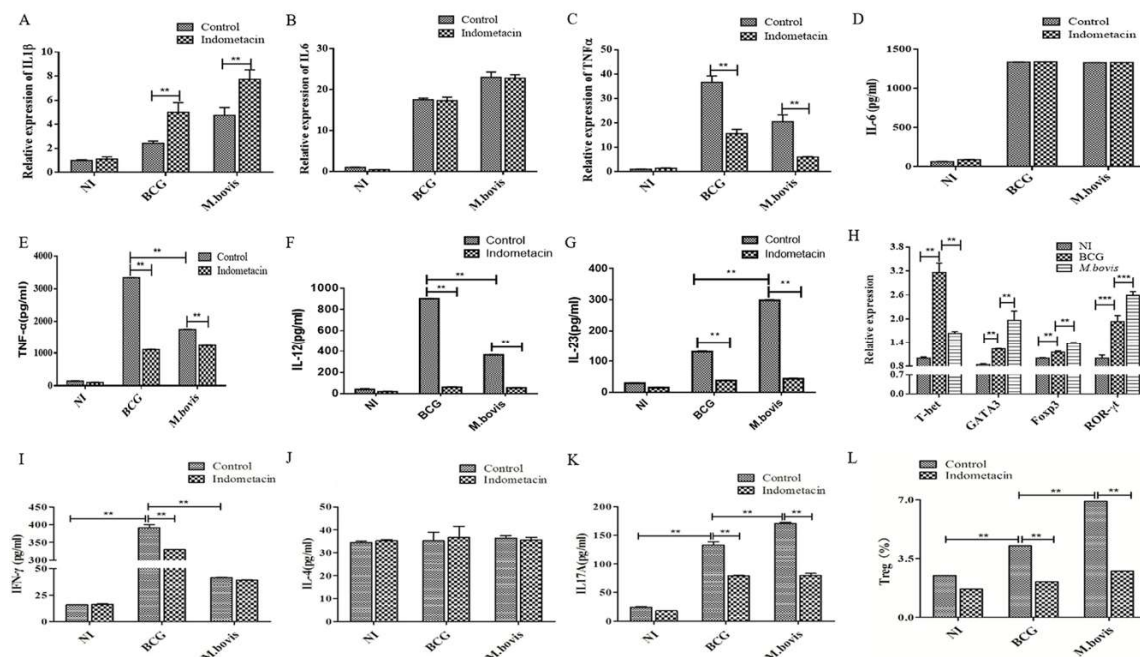 A
Control
Indometacin
Relative expression of IL1β
10
8
6
4
2
0
**
**
NI
BCG
M.bovis
B
Control
Indometacin
Relative expression of IL6
30
20
10
0
NI
BCG
M.bovis
C
Control
Indometacin
Relative expression of TNFα
50
40
30
20
10
0
**
**
NI
BCG
M.bovis
D
Control
Indometacin
IL-6 (pg/ml)
1500
1000
500
0
NI
BCG
M.bovis
E
Control
Indometacin
TNF-α(pg/ml)
4000
3000
2000
1000
0
**
**
**
NI
BCG
M.bovis
F
Control
Indometacin
IL-12(pg/ml)
1000
800
600
400
200
0
**
**
**
NI
BCG
M.bovis
G
Control
Indometacin
IL-23(pg/ml)
400
300
200
100
0
**
**
**
NI
BCG
M.bovis
H
NI
BCG
M.bovis
Relative expression
3.8
3.2
2.6
2.0
1.4
0.8
0.7
0.0
**
**
**
**
**
**
***
***
T-bet
GATA3
Foxp3
ROR-γt
I
Control
Indometacin
IFN-γ (pg/ml)
450
400
350
300
50
25
0
**
**
**
NI
BCG
M.bovis
J
Control
Indometacin
IL-4(pg/ml)
50
40
30
20
10
0
NI
BCG
M.bovis
K
Control
Indometacin
IL17A(pg/ml)
200
150
100
50
0
**
**
**
**
NI
BCG
M.bovis
L
Control
Indometacin
Treg (%)
7.0
3.5
0.0
**
**
**
**
NI
BCG
M.bovis